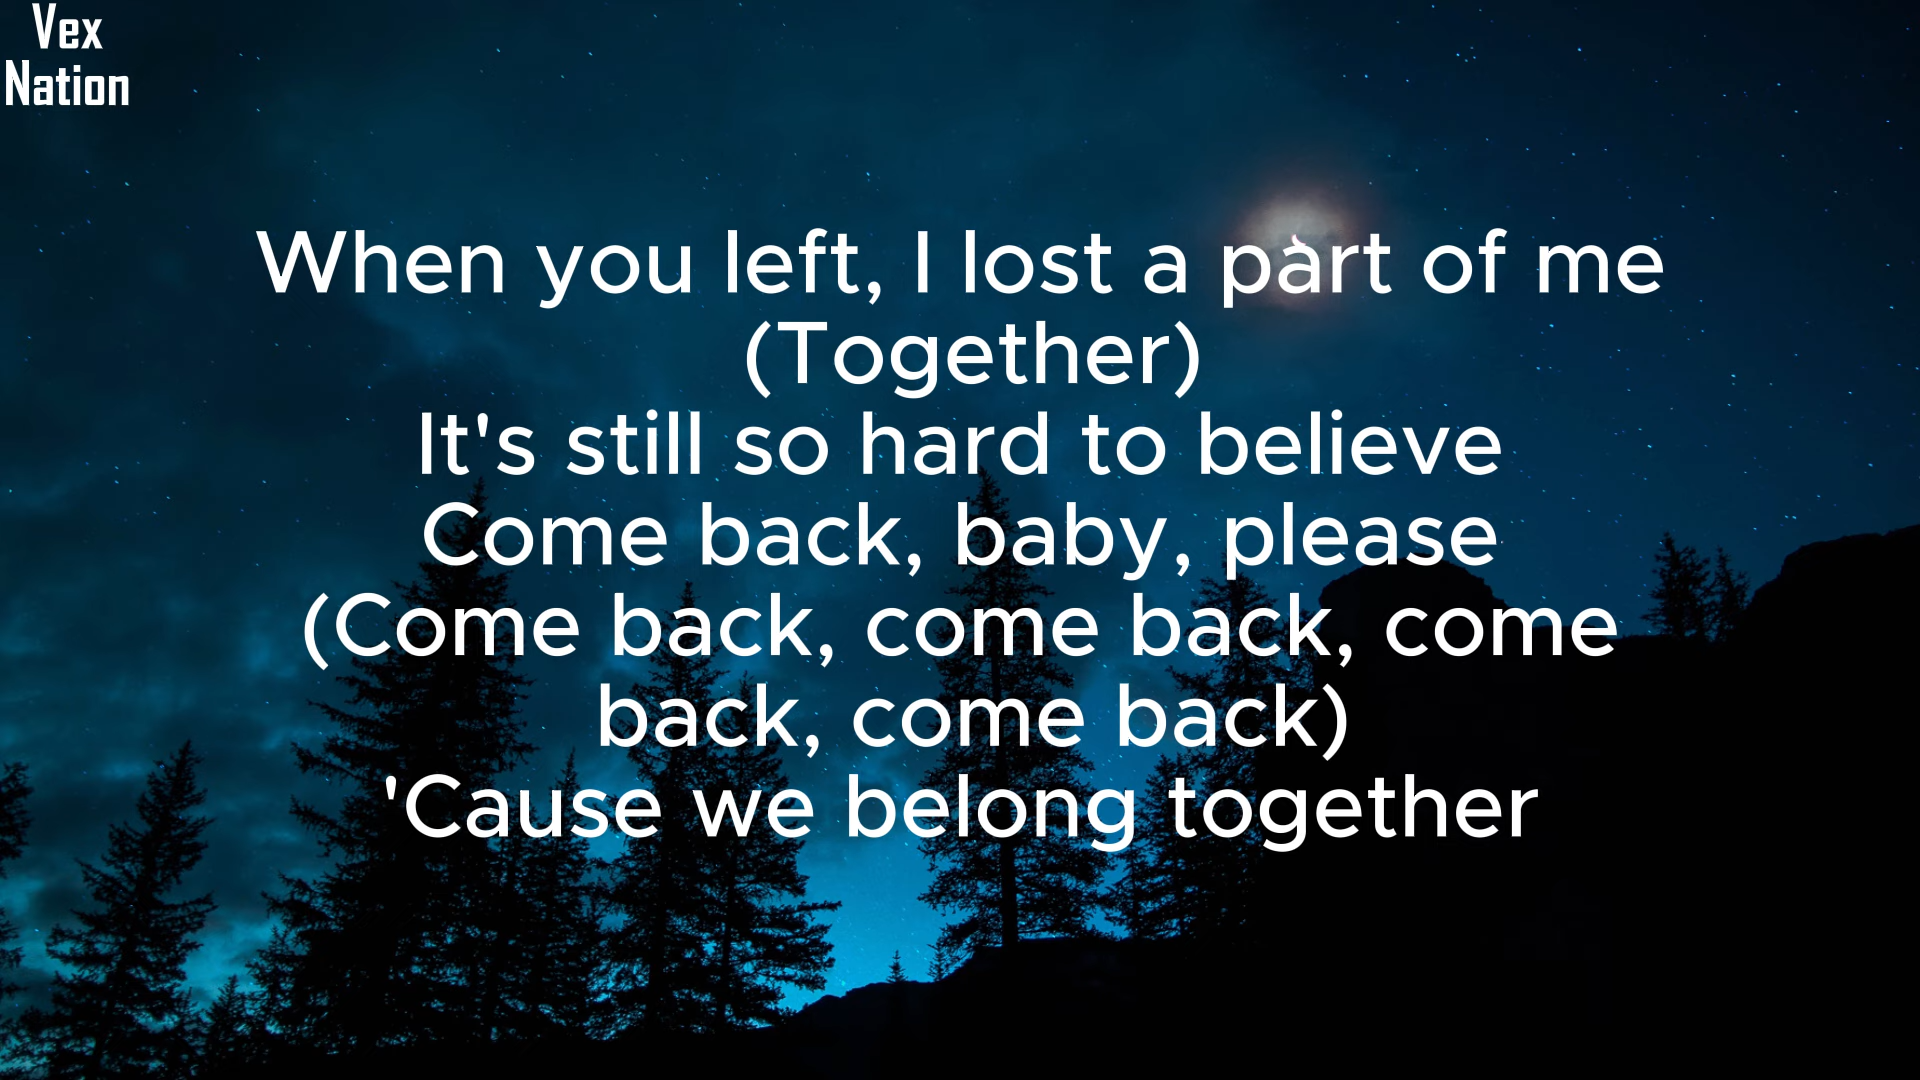 Vex
Nation
When you left, I lost a part of me
(Together)
It's still so hard to believe
Come back, baby, please
(Come back, come back, come
back, come back)
'Cause we belong together